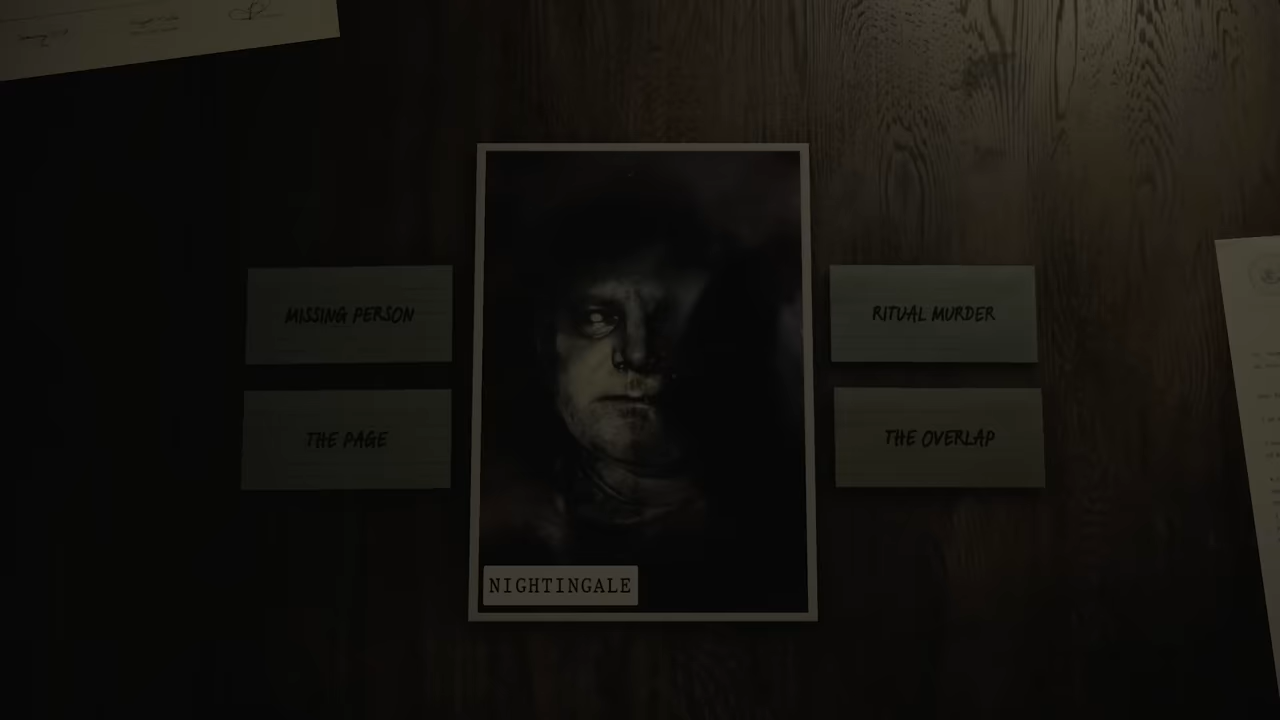 MISSING PERSON
RITUAL MURDER
THE PAGE
THE OVERLAP
NIGHTINGALE